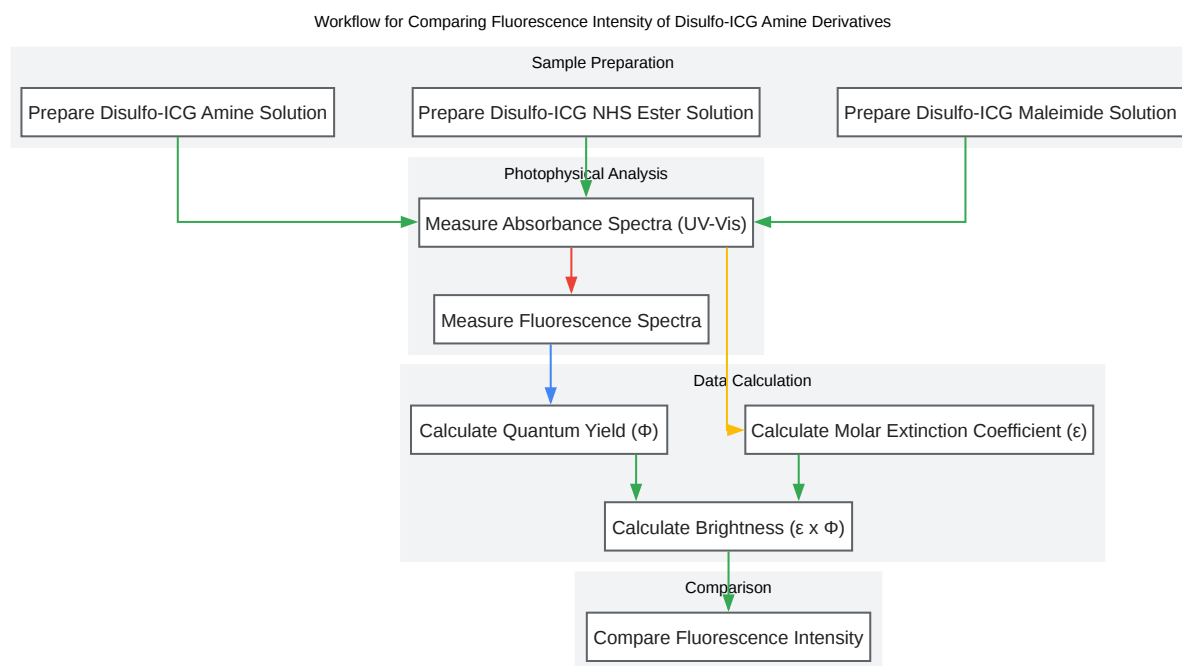 Workflow for Comparing Fluorescence Intensity of Disulfo-ICG Amine Derivatives
Sample Preparation
Prepare Disulfo-ICG Amine Solution
Prepare Disulfo-ICG NHS Ester Solution
Prepare Disulfo-ICG Maleimide Solution
Photophysical Analysis
Measure Absorbance Spectra (UV-Vis)
Measure Fluorescence Spectra
Data Calculation
Calculate Quantum Yield (Φ)
Calculate Molar Extinction Coefficient (ε)
Calculate Brightness (ε x Φ)
Comparison
Compare Fluorescence Intensity